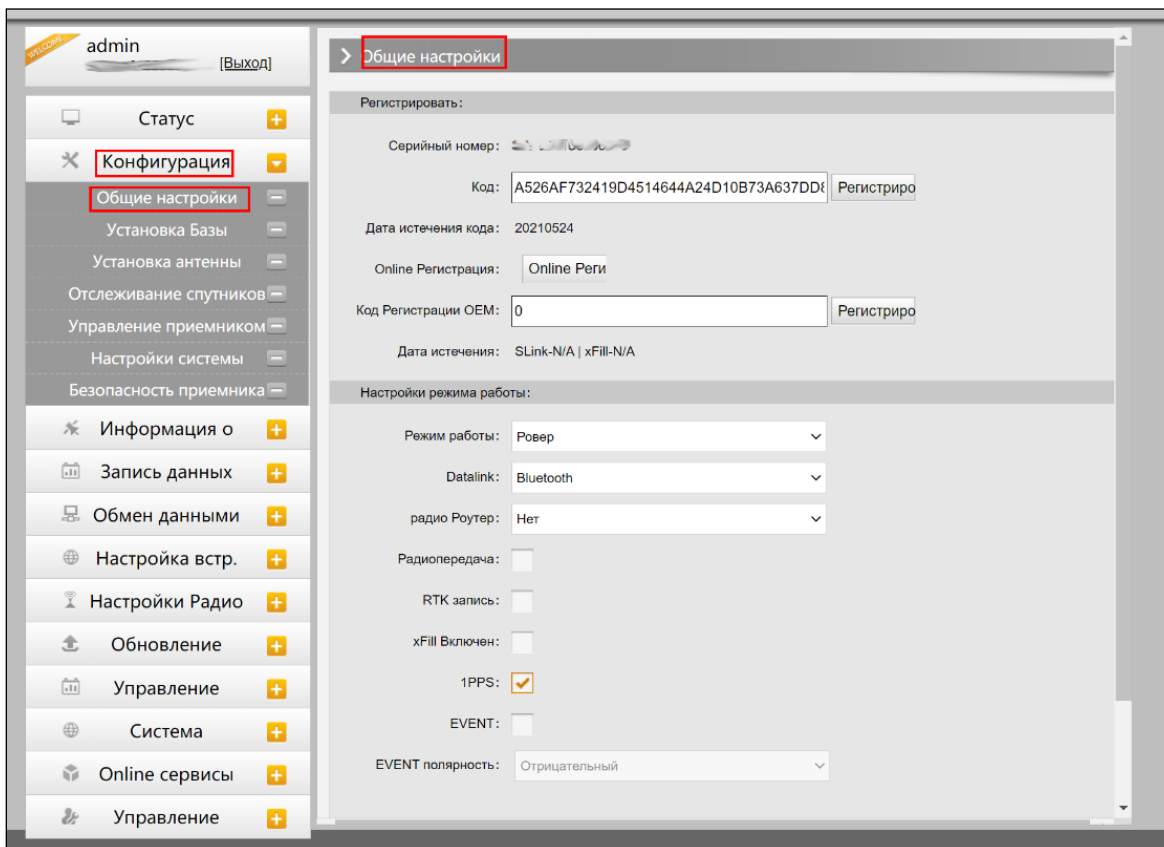 WELCOME
admin
[Выход]
Статус
Конфигурация
Общие настройки
Установка Базы
Установка антенны
Отслеживание спутников
Управление приемником
Настройки системы
Безопасность приемника
Информация о
Запись данных
Обмен данными
Настройка встр.
Настройки Радио
Обновление
Управление
Система
Online сервисы
Управление
Общие настройки
Регистрировать:
Серийный номер:
Код: A526AF732419D4514644A24D10B73A637DD8 Регистриро
Дата истечения кода: 20210524
Online Регистрация: Online Реги
Код Регистрации OEM: 0 Регистриро
Дата истечения: SLink-N/A | xFill-N/A
Настройки режима работы:
Режим работы: Ровер
Datalink: Bluetooth
радио Роутер: Нет
Радиопередача:
RTK запись:
xFill Включен:
1PPS:
EVENT:
EVENT полярность: Отрицательный